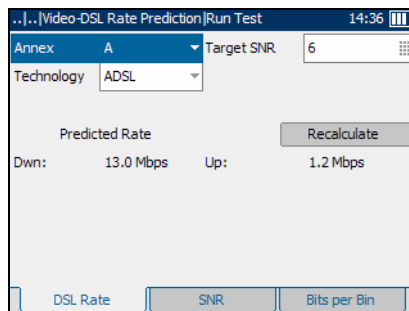 ..|..|Video-DSL Rate Prediction|Run Test 14:36
Annex A Target SNR 6
Technology ADSL
Predicted Rate Recalculate
Dwn: 13.0 Mbps Up: 1.2 Mbps
DSL Rate SNR Bits per Bin